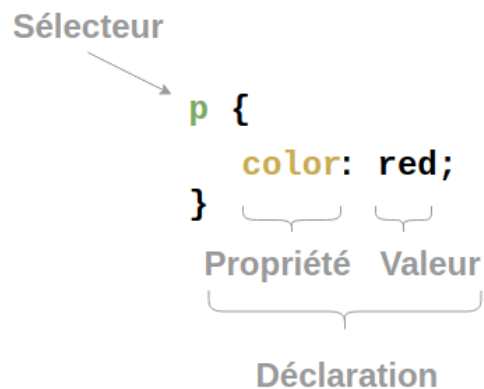 Sélecteur
p {
color: red;
}
Propriété Valeur
Déclaration